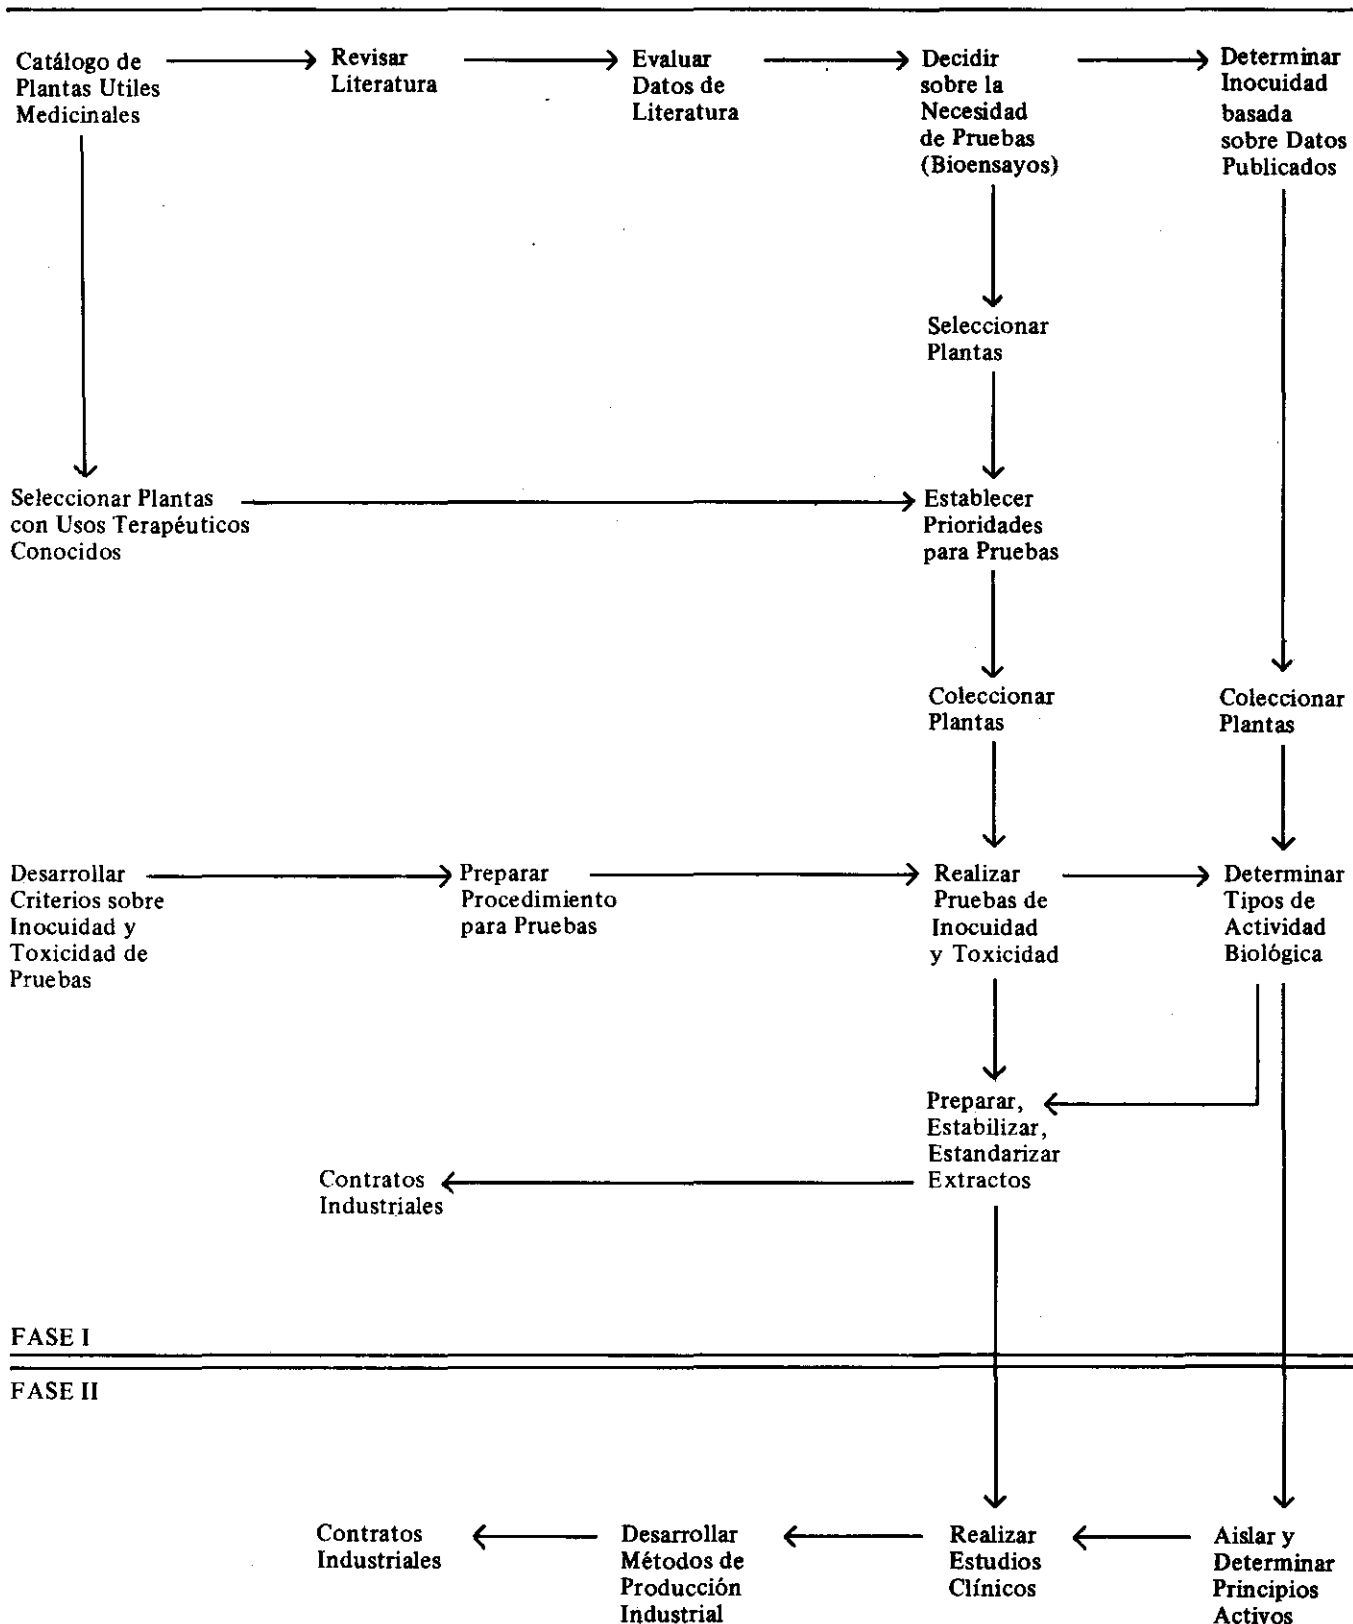 Catálogo de
Plantas Utiles
Medicinales
Revisar
Literatura
Evaluar
Datos de
Literatura
Decidir
sobre la
Necesidad
de Pruebas
(Bioensayos)
Determinar
Inocuidad
basada
sobre Datos
Publicados
Seleccionar
Plantas
Seleccionar Plantas
con Usos Terapéuticos
Conocidos
Establecer
Prioridades
para Pruebas
Coleccionar
Plantas
Coleccionar
Plantas
Desarrollar
Criterios sobre
Inocuidad y
Toxicidad de
Pruebas
Preparar
Procedimiento
para Pruebas
Realizar
Pruebas de
Inocuidad
y Toxicidad
Determinar
Tipos de
Actividad
Biológica
Preparar,
Estabilizar,
Estandarizar
Extractos
Contratos
Industriales
FASE I
FASE II
Contratos
Industriales
Desarrollar
Métodos de
Producción
Industrial
Realizar
Estudios
Clínicos
Aislar y
Determinar
Principios
Activos